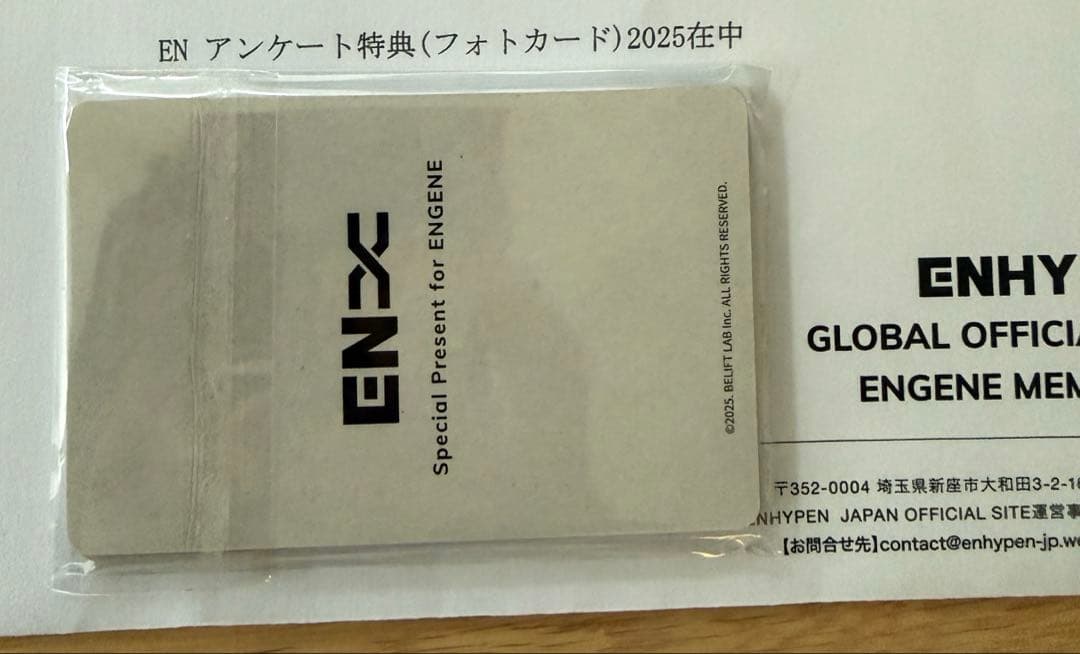 EN アンケート特典(フォトカード)2025在中
EN
Special Present for ENGENE
©2025. BELIFT LAB Inc. ALL RIGHTS RESERVED.
ENHY
GLOBAL OFFICIA
ENGENE MEM
〒352-0004 埼玉県新座市大和田3-2-1
ENHYPEN JAPAN OFFICIAL SITE運営事
【お問合せ先】contact@enhypen-jp.we